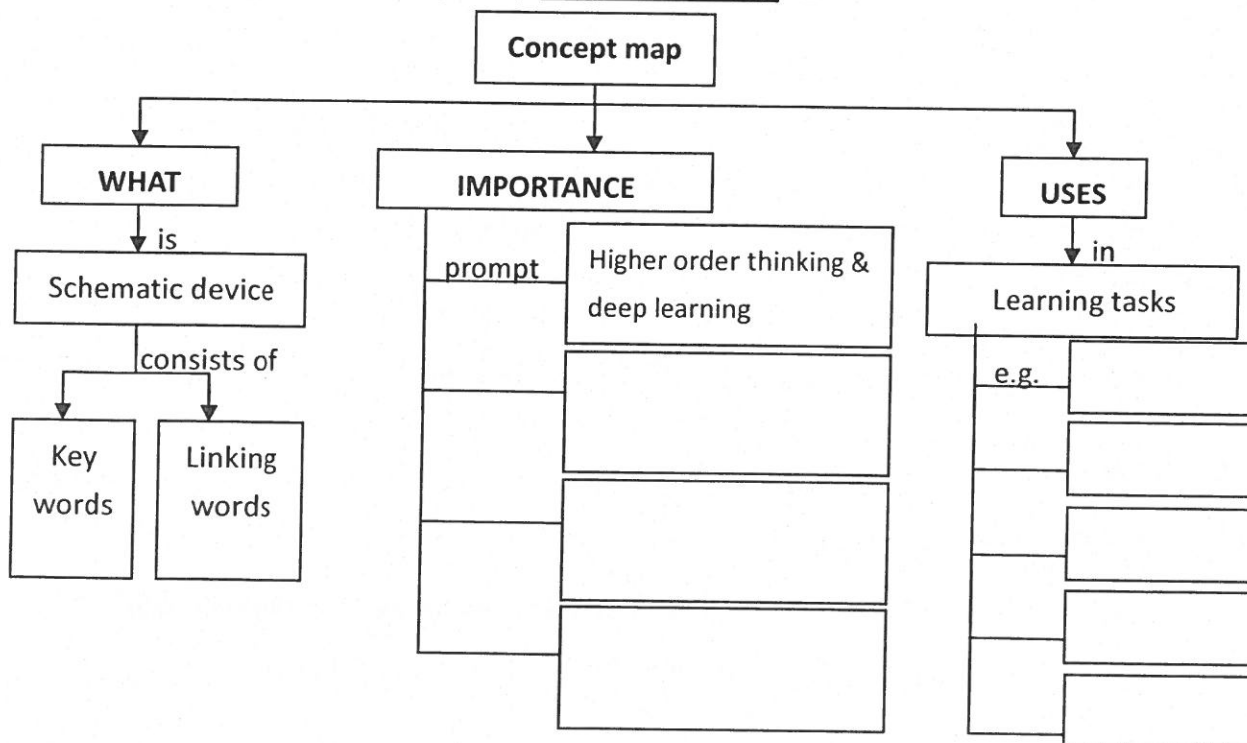 Concept map
WHAT
IMPORTANCE
USES
is
in
Schematic device
prompt
Higher order thinking &
deep learning
Learning tasks
consists of
e.g.
Key
words
Linking
words